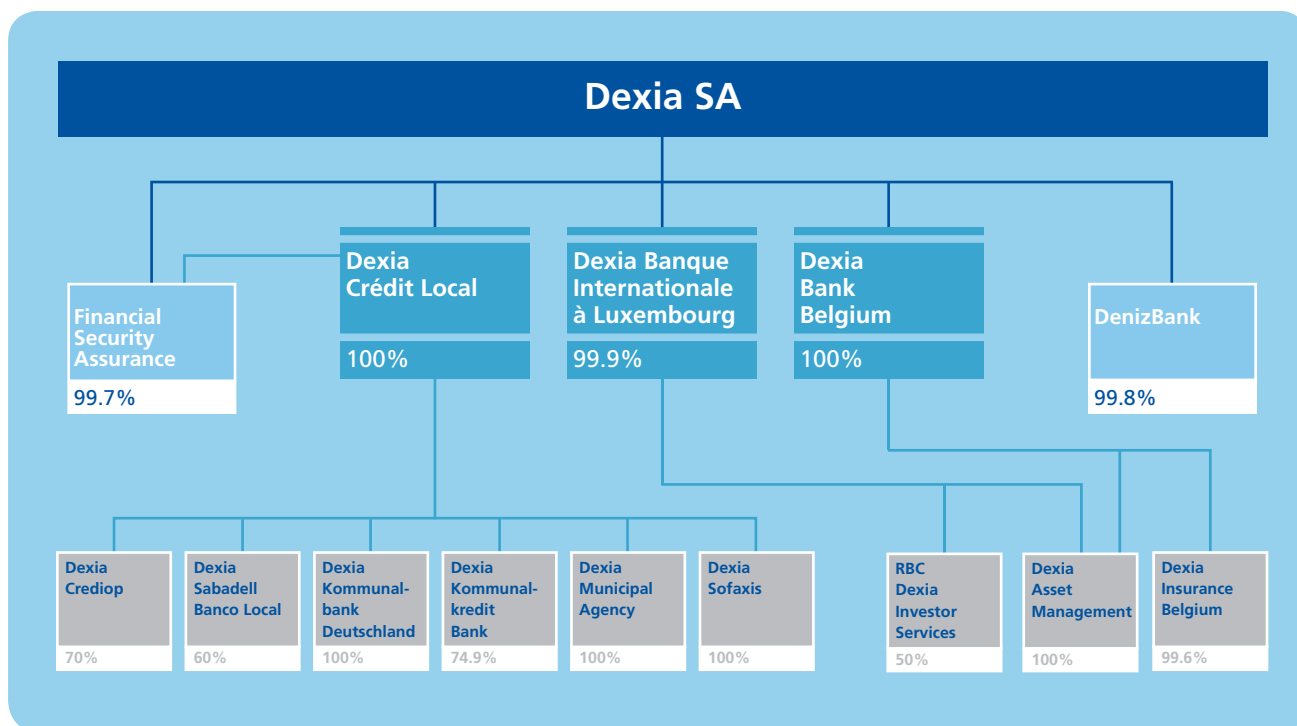 Dexia SA
Financial
Security
Assurance
99.7%
Dexia
Crédit Local
100%
Dexia Banque
Internationale
à Luxembourg
99.9%
Dexia
Bank
Belgium
100%
DenizBank
99.8%
Dexia
Crediop
70%
Dexia
Sabadell
Banco Local
60%
Dexia
Kommunal-
bank
Deutschland
100%
Dexia
Kommunal-
kredit
Bank
74.9%
Dexia
Municipal
Agency
100%
Dexia
Sofaxis
100%
RBC
Dexia
Investor
Services
50%
Dexia
Asset
Management
100%
Dexia
Insurance
Belgium
99.6%